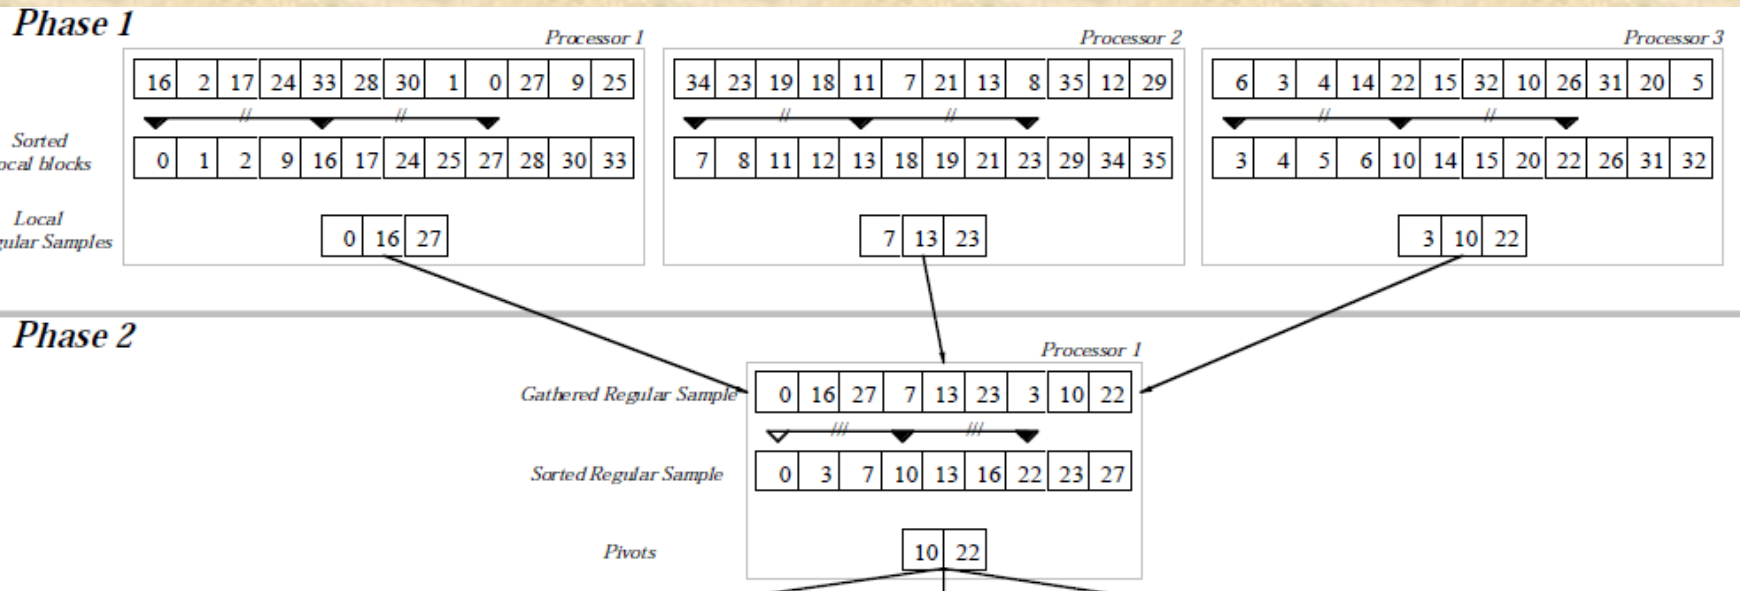 Phase 1
Processor 1 Processor 2 Processor 3
16 2 17 24 33 28 30 1 0 27 9 25 34 23 19 18 11 7 21 13 8 35 12 29 6 3 4 14 22 15 32 10 26 31 20 5
// // // // // //
Sorted
ocal blocks
0 1 2 9 16 17 24 25 27 28 30 33 7 8 11 12 13 18 19 21 23 29 34 35 3 4 5 6 10 14 15 20 22 26 31 32
Local
gular Samples
0 16 27 7 13 23 3 10 22
Phase 2
Processor 1
Gathered Regular Sample 0 16 27 7 13 23 3 10 22
/// ///
Sorted Regular Sample 0 3 7 10 13 16 22 23 27
Pivots 10 22